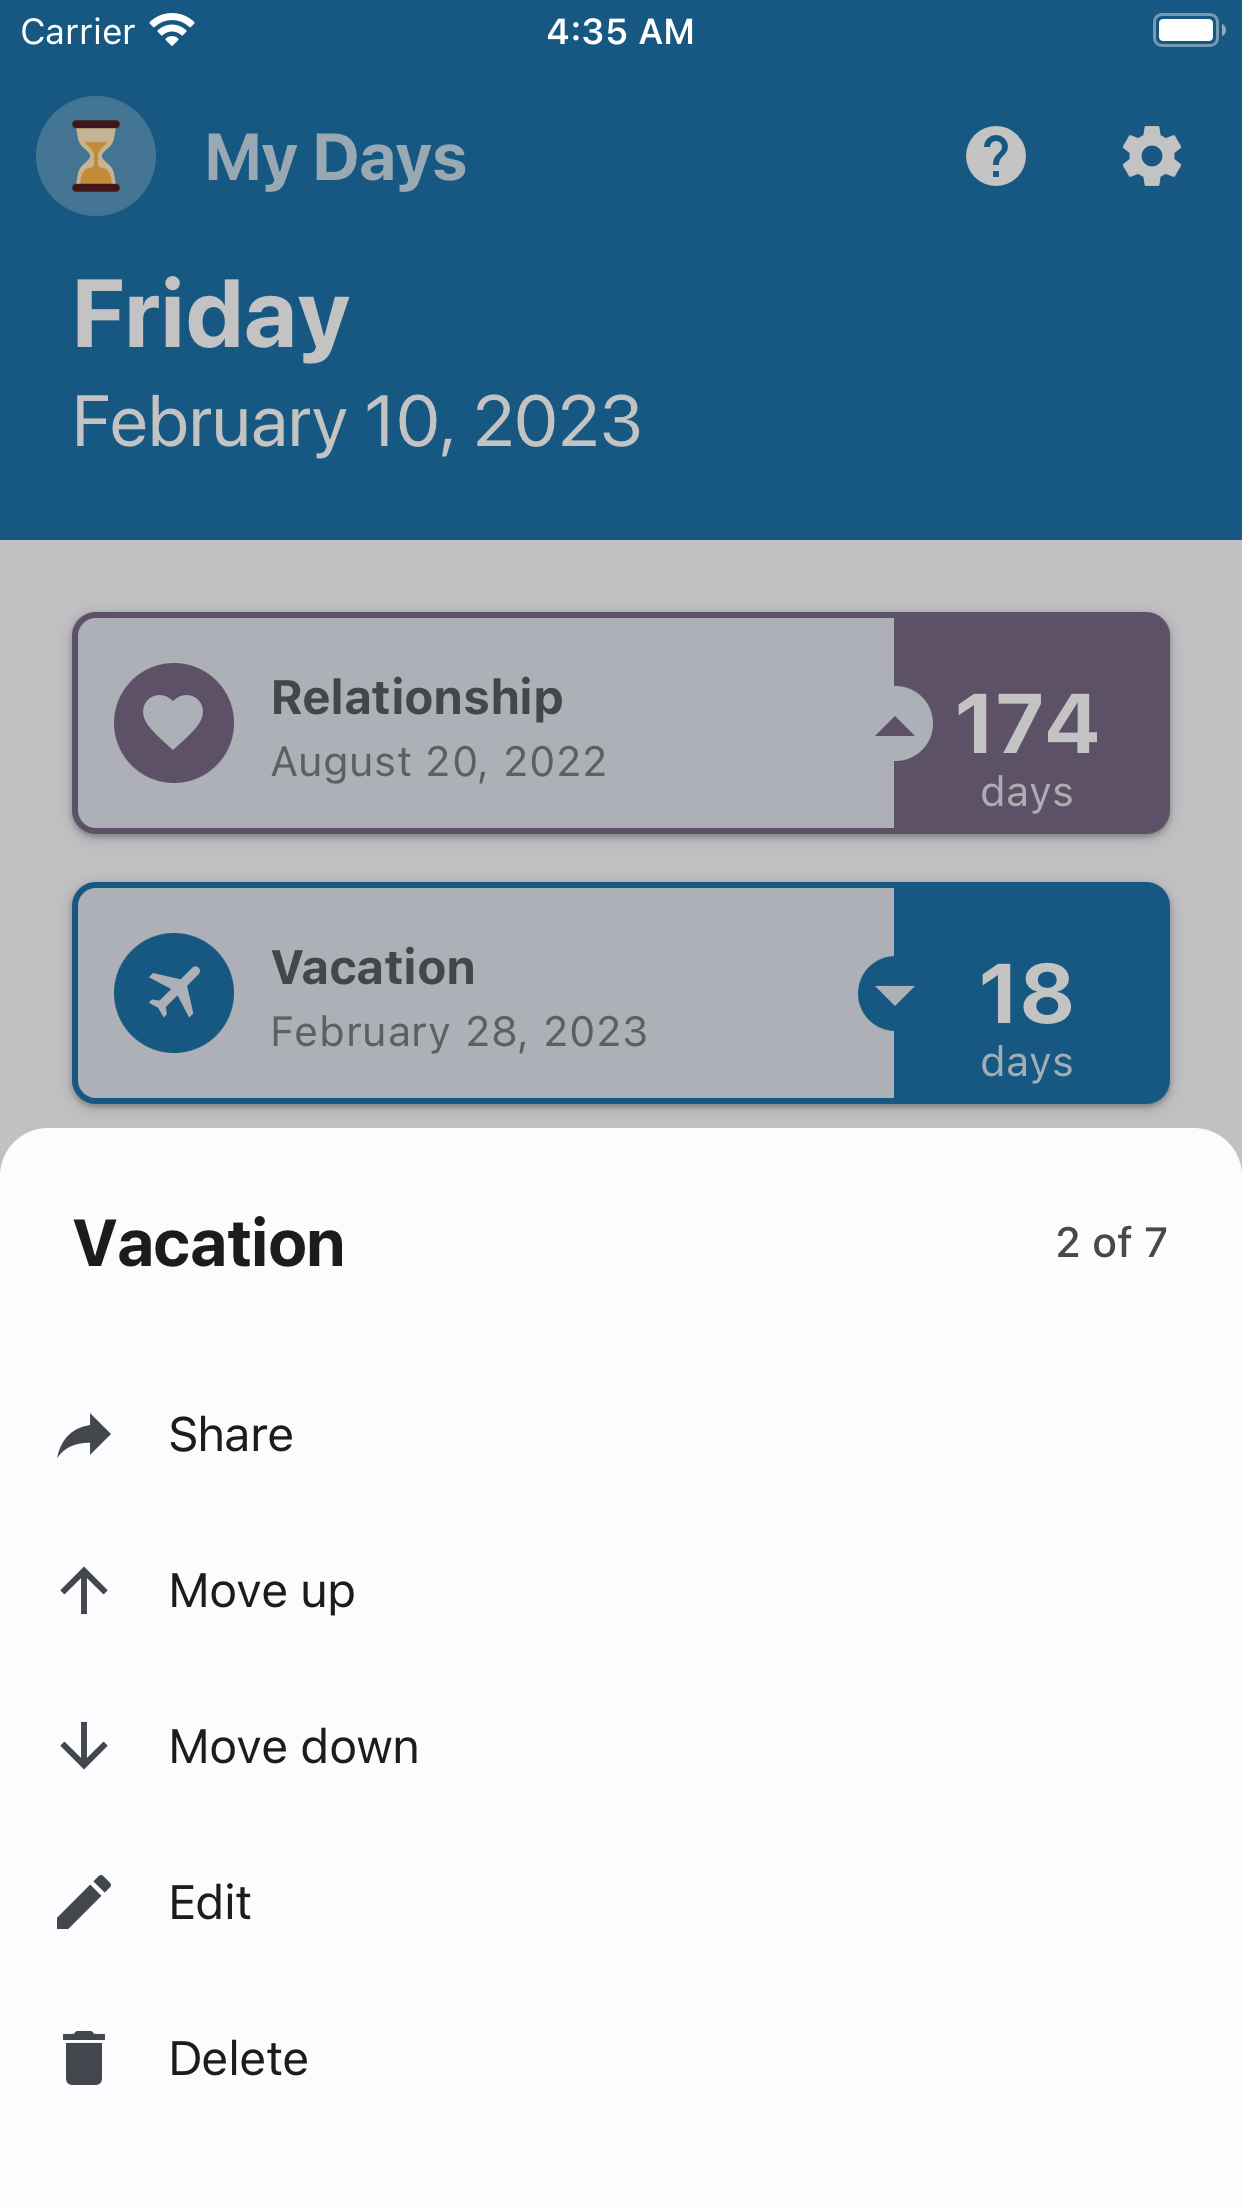 Carrier 4:35 AM
My Days
Friday
February 10, 2023
Relationship
August 20, 2022
174
days
Vacation
February 28, 2023
18
days
Vacation
2 of 7
Share
Move up
Move down
Edit
Delete